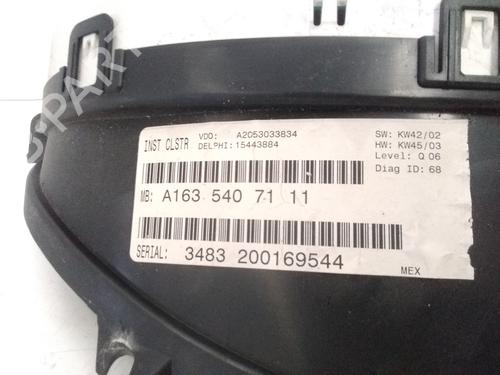 INST CLSTR VDO: A2053033834 SW: KW42/02
DELPHI: 15443884 HW: KW45/03
Level: Q 06
Diag ID: 68
MB: A163 540 71 11
SERIAL: 3483 200169544
MEX